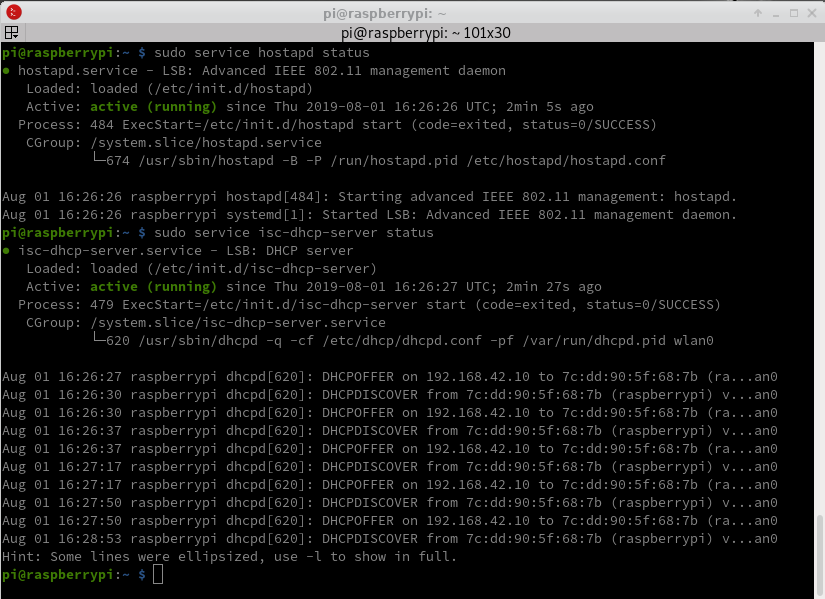 pi@raspberrypi: ~
pi@raspberrypi: ~ 101x30
pi@raspberrypi:~ $ sudo service hostapd status
● hostapd.service - LSB: Advanced IEEE 802.11 management daemon
   Loaded: loaded (/etc/init.d/hostapd)
   Active: active (running) since Thu 2019-08-01 16:26:26 UTC; 2min 5s ago
  Process: 484 ExecStart=/etc/init.d/hostapd start (code=exited, status=0/SUCCESS)
   CGroup: /system.slice/hostapd.service
           └─674 /usr/sbin/hostapd -B -P /run/hostapd.pid /etc/hostapd/hostapd.conf
Aug 01 16:26:26 raspberrypi hostapd[484]: Starting advanced IEEE 802.11 management: hostapd.
Aug 01 16:26:26 raspberrypi systemd[1]: Started LSB: Advanced IEEE 802.11 management daemon.
pi@raspberrypi:~ $ sudo service isc-dhcp-server status
● isc-dhcp-server.service - LSB: DHCP server
   Loaded: loaded (/etc/init.d/isc-dhcp-server)
   Active: active (running) since Thu 2019-08-01 16:26:27 UTC; 2min 27s ago
  Process: 479 ExecStart=/etc/init.d/isc-dhcp-server start (code=exited, status=0/SUCCESS)
   CGroup: /system.slice/isc-dhcp-server.service
           └─620 /usr/sbin/dhcpd -q -cf /etc/dhcp/dhcpd.conf -pf /var/run/dhcpd.pid wlan0
Aug 01 16:26:27 raspberrypi dhcpd[620]: DHCPOFFER on 192.168.42.10 to 7c:dd:90:5f:68:7b (ra...an0
Aug 01 16:26:30 raspberrypi dhcpd[620]: DHCPDISCOVER from 7c:dd:90:5f:68:7b (raspberrypi) v...an0
Aug 01 16:26:30 raspberrypi dhcpd[620]: DHCPOFFER on 192.168.42.10 to 7c:dd:90:5f:68:7b (ra...an0
Aug 01 16:26:37 raspberrypi dhcpd[620]: DHCPDISCOVER from 7c:dd:90:5f:68:7b (raspberrypi) v...an0
Aug 01 16:26:37 raspberrypi dhcpd[620]: DHCPOFFER on 192.168.42.10 to 7c:dd:90:5f:68:7b (ra...an0
Aug 01 16:27:17 raspberrypi dhcpd[620]: DHCPDISCOVER from 7c:dd:90:5f:68:7b (raspberrypi) v...an0
Aug 01 16:27:17 raspberrypi dhcpd[620]: DHCPOFFER on 192.168.42.10 to 7c:dd:90:5f:68:7b (ra...an0
Aug 01 16:27:50 raspberrypi dhcpd[620]: DHCPDISCOVER from 7c:dd:90:5f:68:7b (raspberrypi) v...an0
Aug 01 16:27:50 raspberrypi dhcpd[620]: DHCPOFFER on 192.168.42.10 to 7c:dd:90:5f:68:7b (ra...an0
Aug 01 16:28:53 raspberrypi dhcpd[620]: DHCPDISCOVER from 7c:dd:90:5f:68:7b (raspberrypi) v...an0
Hint: Some lines were ellipsized, use -l to show in full.
pi@raspberrypi:~ $